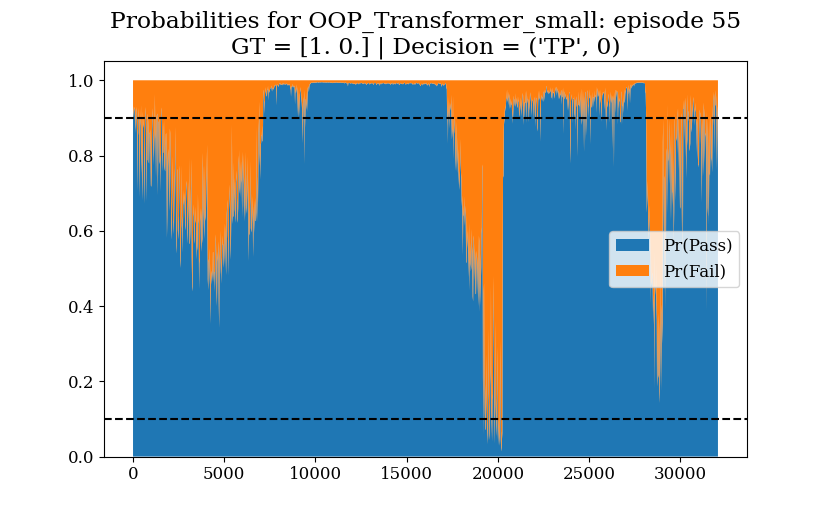 Probabilities for OOP_Transformer_small: episode 55
GT = [1. 0.] | Decision = ('TP', 0)
1.0
0.8
0.6
0.4
0.2
0.0
Pr(Pass)
Pr(Fail)
0 5000 10000 15000 20000 25000 30000